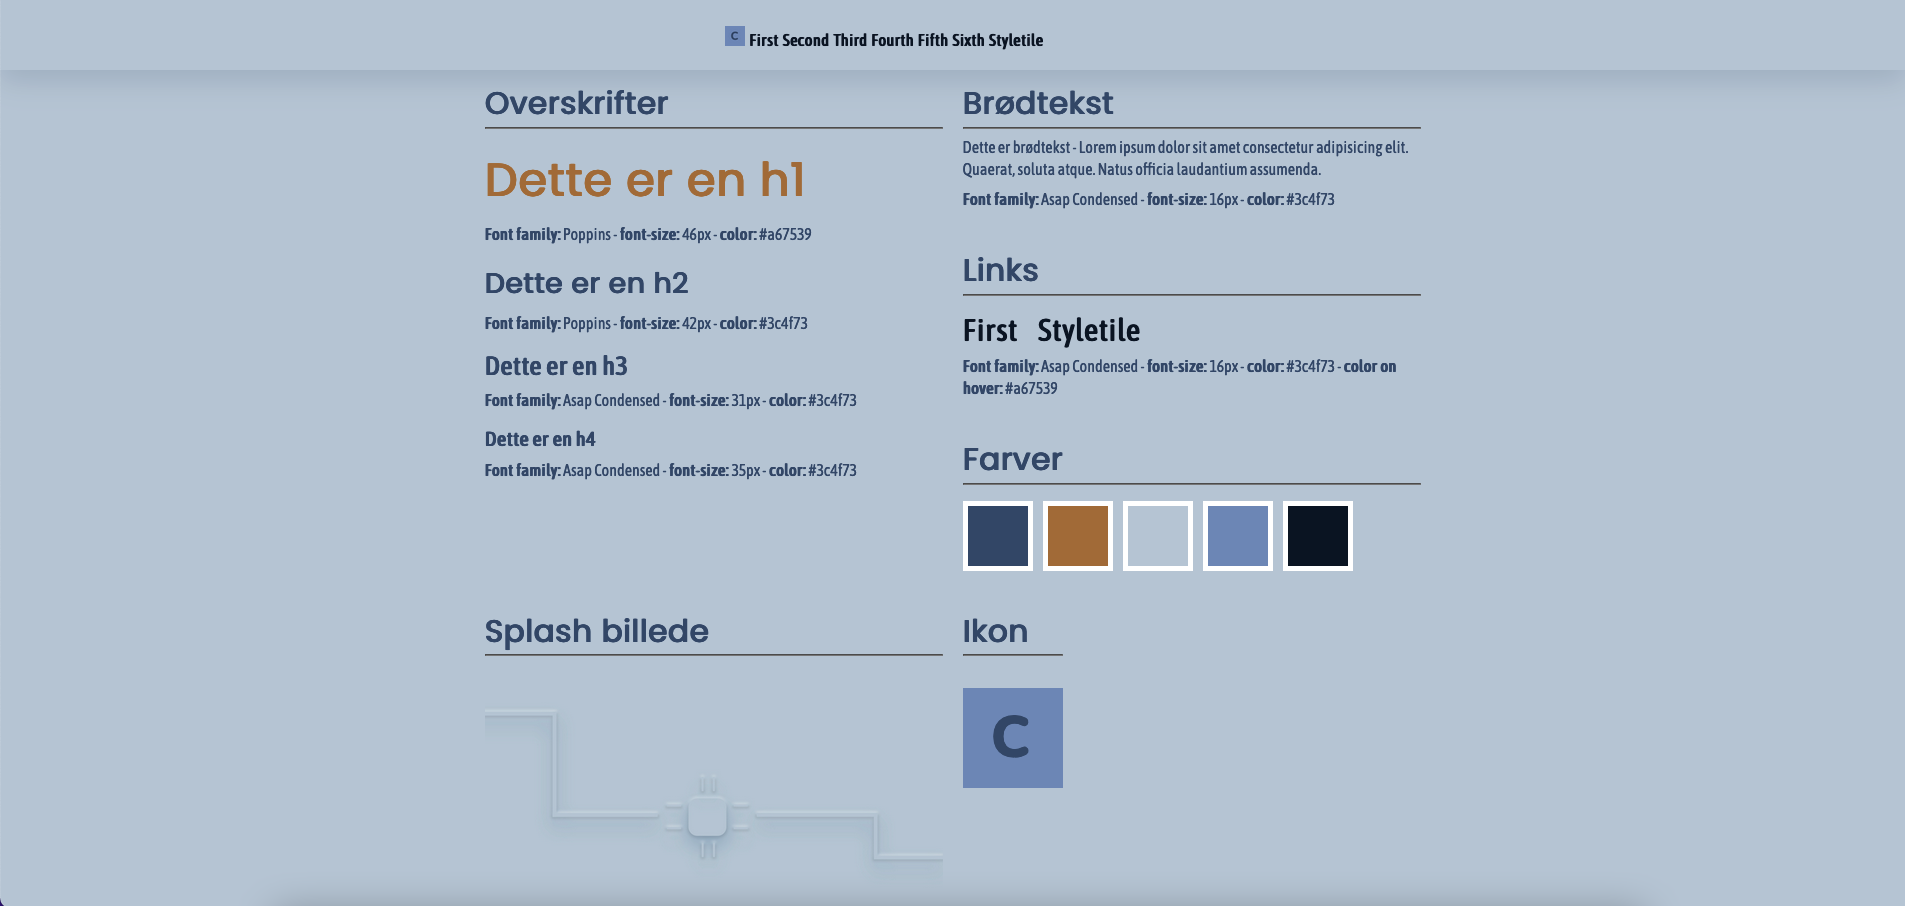 C First Second Third Fourth Fifth Sixth Styletile
Overskrifter
Dette er en h1
Font family: Poppins - font-size: 46px - color: #a67539
Dette er en h2
Font family: Poppins - font-size: 42px - color: #3c4f73
Dette er en h3
Font family: Asap Condensed - font-size: 31px - color: #3c4f73
Dette er en h4
Font family: Asap Condensed - font-size: 35px - color: #3c4f73
Brødtekst
Dette er brødtekst - Lorem ipsum dolor sit amet consectetur adipisicing elit.
Quaerat, soluta atque. Natus officia laudantium assumenda.
Font family: Asap Condensed - font-size: 16px - color: #3c4f73
Links
First Styletile
Font family: Asap Condensed - font-size: 16px - color: #3c4f73 - color on
hover: #a67539
Farver
Splash billede
Ikon
C